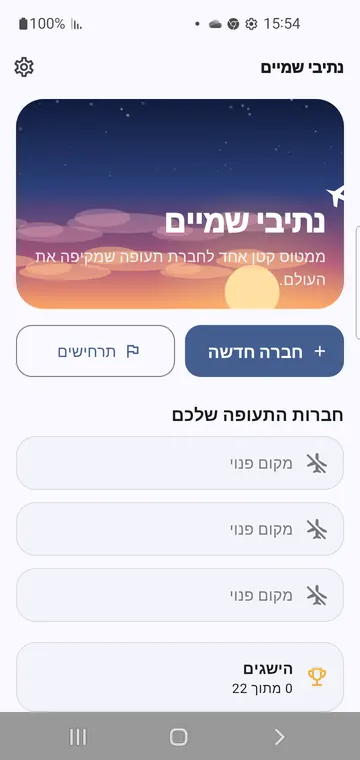 100% 15:54
נתיבי שמיים
נתיבי שמיים
ממטוס קטן אחד לחברת תעופה שמקיפה את
העולם.
חברה חדשה
תרחישים
חברות התעופה שלכם
מקום פנוי
מקום פנוי
מקום פנוי
הישגים
0 מתוך 22